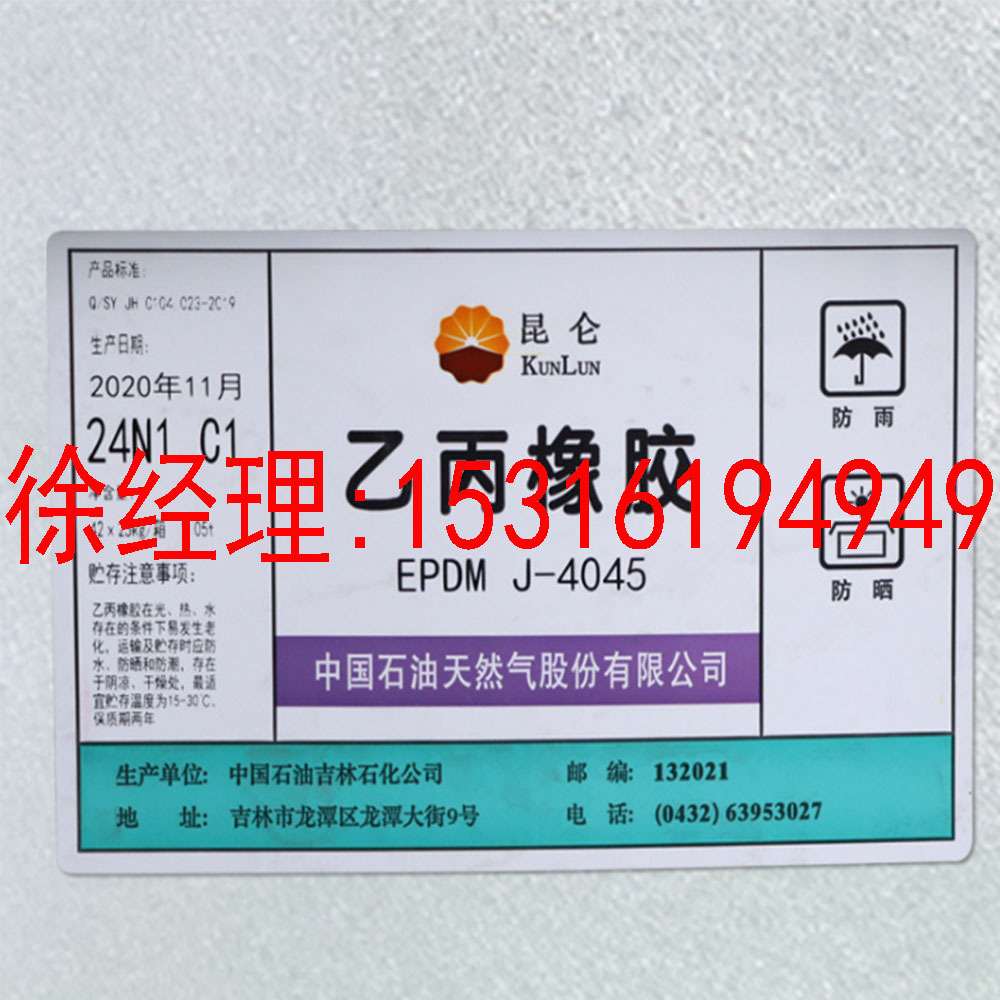 产品标准:
Q/SY JH C104 C23-2019
生产日期:
2020年11月
24N1 C1
贮存注意事项:
乙丙橡胶在光、热、水
存在的条件下易发生老
化，运输及贮存时应防
水、防晒和防潮，存在
于阴凉、干燥处，最适
宜贮存温度为15-30℃，
保质期两年
昆仑
KUNLUN
乙丙橡胶
徐经理:15316194949
EPDM J-4045
中国石油天然气股份有限公司
防雨
防晒
生产单位: 中国石油吉林石化公司 邮 编: 132021
地 址: 吉林市龙潭区龙潭大街9号 电 话: (0432) 63953027